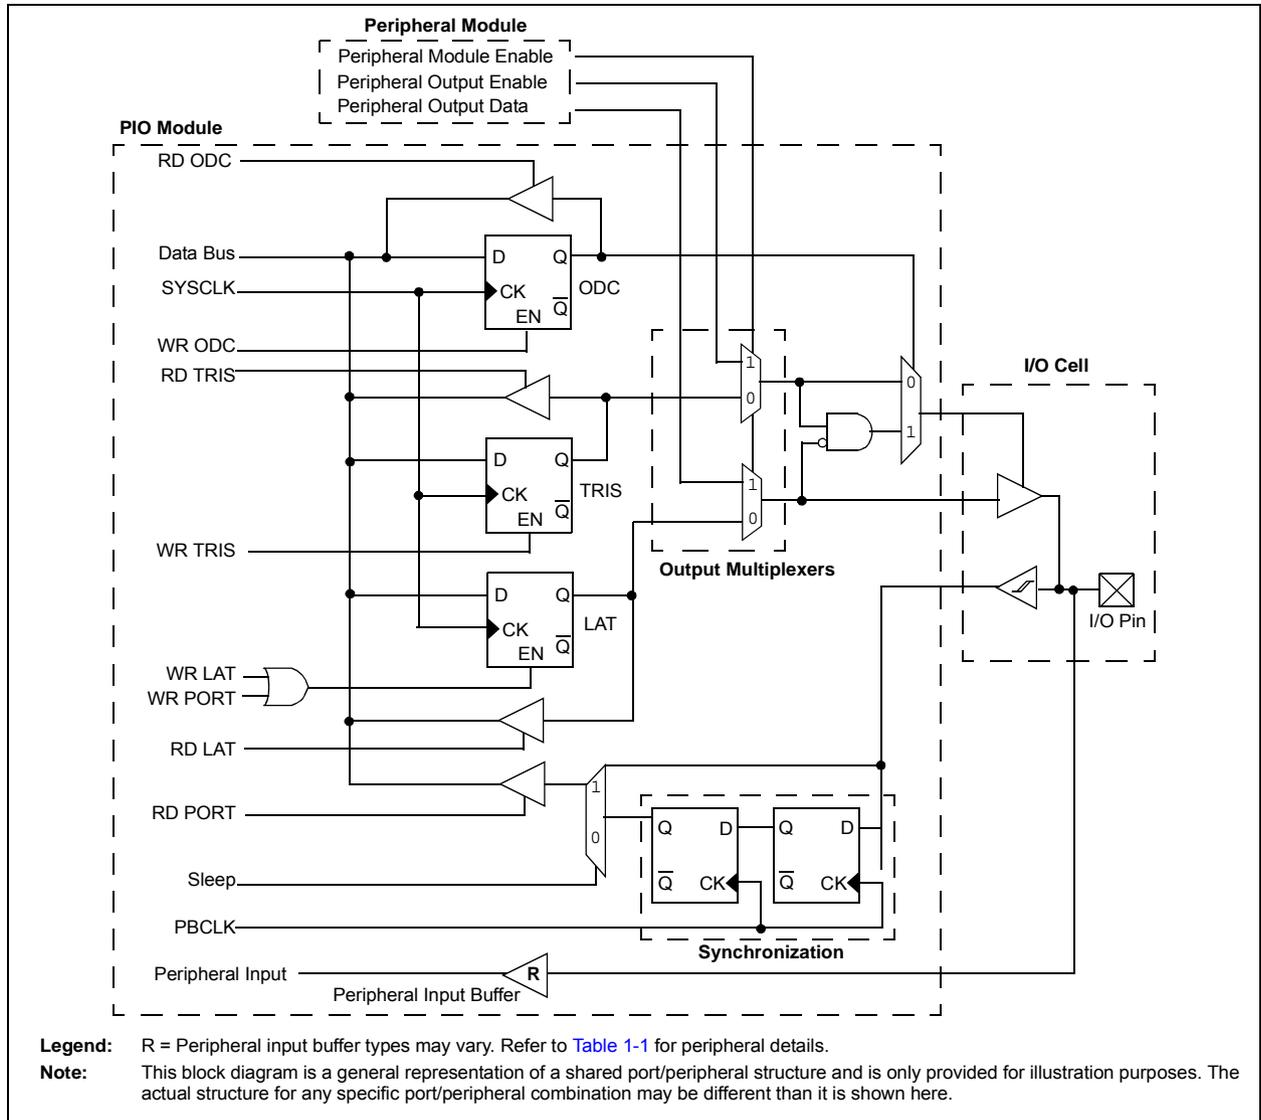 Peripheral Module
Peripheral Module Enable
Peripheral Output Enable
Peripheral Output Data
PIO Module
RD ODC
Data Bus
D
Q
SYSCLK
CK
ODC
Q
EN
WR ODC
RD TRIS
I/O Cell
1
0
0
1
D
Q
CK
TRIS
Q
EN
1
0
WR TRIS
Output Multiplexers
D
Q
CK
LAT
Q
EN
I/O Pin
WR LAT
WR PORT
RD LAT
1
0
RD PORT
Q
D
Q
D
Sleep
Q
CK
Q
CK
PBCLK
Synchronization
Peripheral Input
R
Peripheral Input Buffer
Legend: R = Peripheral input buffer types may vary. Refer to Table 1-1 for peripheral details.
Note: This block diagram is a general representation of a shared port/peripheral structure and is only provided for illustration purposes. The
actual structure for any specific port/peripheral combination may be different than it is shown here.